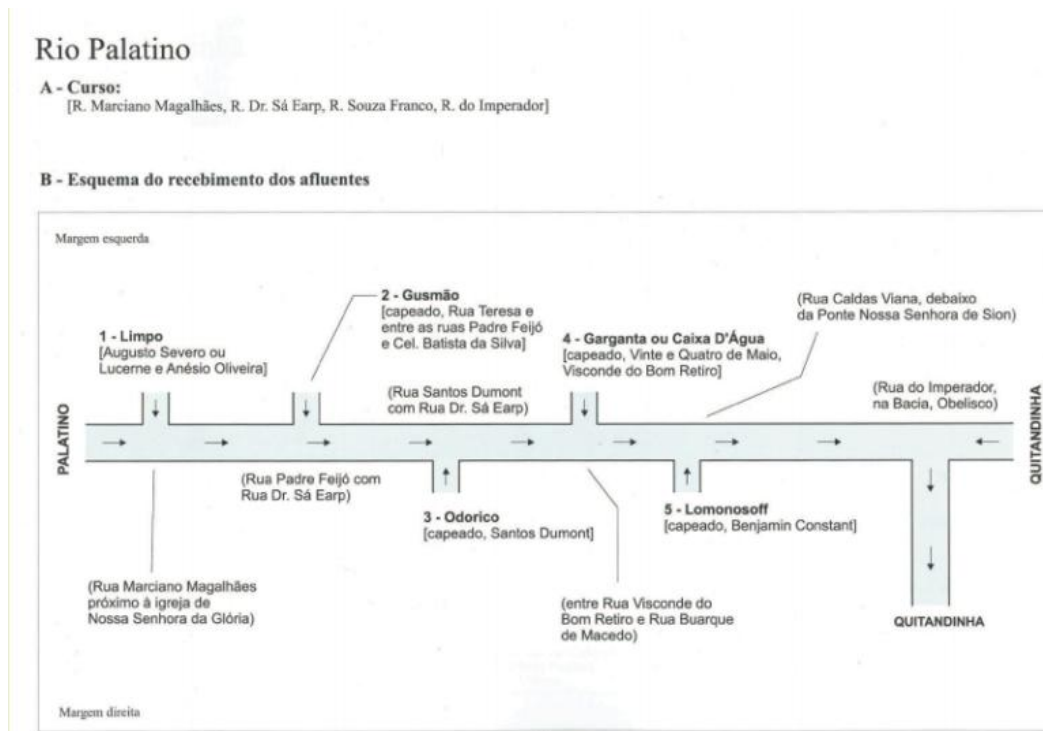 Rio Palatino
A - Curso:
[R. Marciano Magalhães, R. Dr. Sá Earp, R. Souza Franco, R. do Imperador]
B - Esquema do recebimento dos afluentes
Margem esquerda
2 - Gusmão
[capeado, Rua Teresa e
entre as ruas Padre Feijó
e Cel. Batista da Silva]
(Rua Caldas Viana, debaixo
da Ponte Nossa Senhora de Sion)
1 - Limpo
[Augusto Severo ou
Lucerne e Anésio Oliveira]
4 - Garganta ou Caixa D'Água
[capeado, Vinte e Quatro de Maio,
Visconde do Bom Retiro]
(Rua Santos Dumont
com Rua Dr. Sá Earp)
(Rua do Imperador,
na Bacia, Obelisco)
PALATINO
QUITANDINHA
(Rua Padre Feijó com
Rua Dr. Sá Earp)
3 - Odorico
[capeado, Santos Dumont]
5 - Lomonosoff
[capeado, Benjamin Constant]
(Rua Marciano Magalhães
próximo à igreja de
Nossa Senhora da Glória)
(entre Rua Visconde do
Bom Retiro e Rua Buarque
de Macedo)
QUITANDINHA
Margem direita